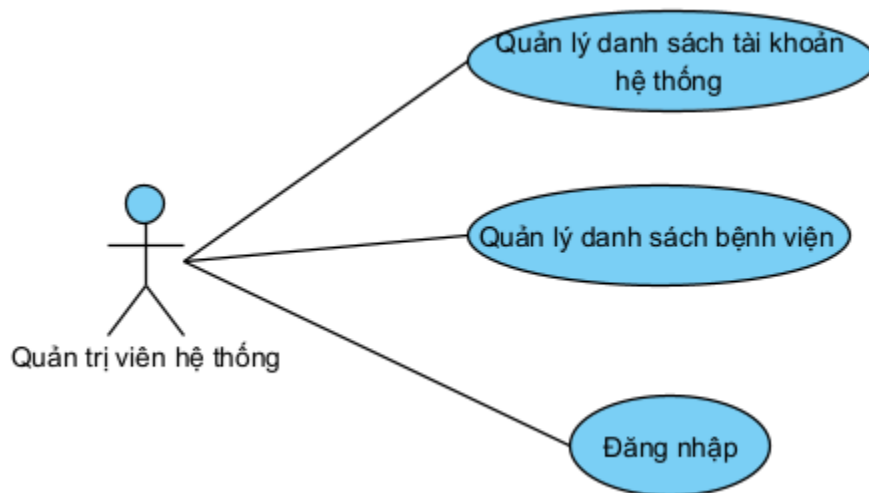 Quản lý danh sách tài khoản
hệ thống
Quản lý danh sách bệnh viện
Quản trị viên hệ thống
Đăng nhập